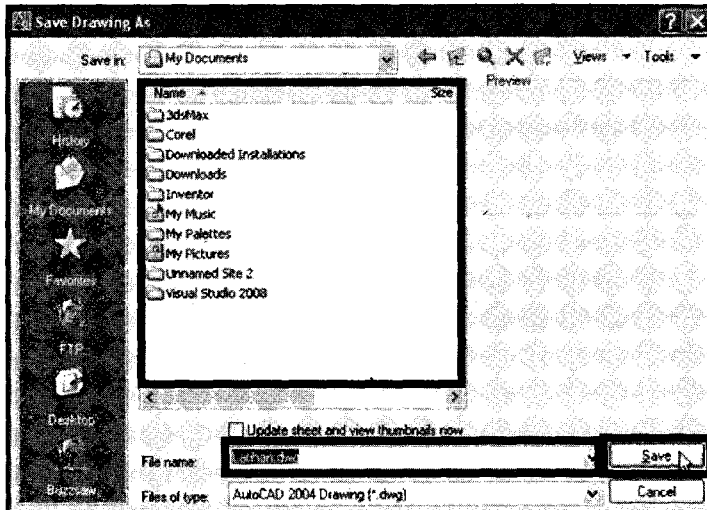 Save Drawing As
Save in:
My Documents
Views
Tools
Name
Size
Preview
3dsMax
Corel
Downloaded Installations
Downloads
Inventor
My Music
My Palettes
My Pictures
Unnamed Site 2
Visual Studio 2008
History
My Documents
Favorites
FTP
Desktop
Buzzsaw
Update sheet and view thumbnails now
File name:
Save
Files of type:
AutoCAD 2004 Drawing (*.dwg)
Cancel